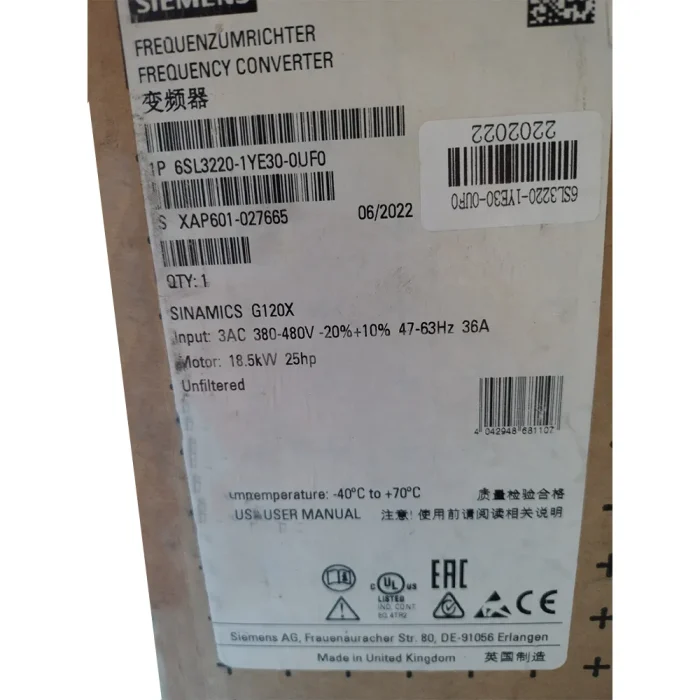 SIEMENS
FREQUENZUMRICHTER
FREQUENCY CONVERTER
变频器
1P 6SL3220-1YE30-0UF0
S XAP601-027665 06/2022
2202022
6SL3220-1YE30-0UF0
QTY: 1
SINAMICS G120X
Input: 3AC 380-480V -20%+10% 47-63Hz 36A
Motor: 18.5kW 25hp
Unfiltered
4 042948 681107
-40°C to +70°C 质量检验合格
USER MANUAL 注意!使用前请阅读相关说明
C UL US
LISTED
IND. CONT.
EAC
CE
Siemens AG, Frauenauracher Str. 80, DE-91056 Erlangen
Made in United Kingdom 英国制造